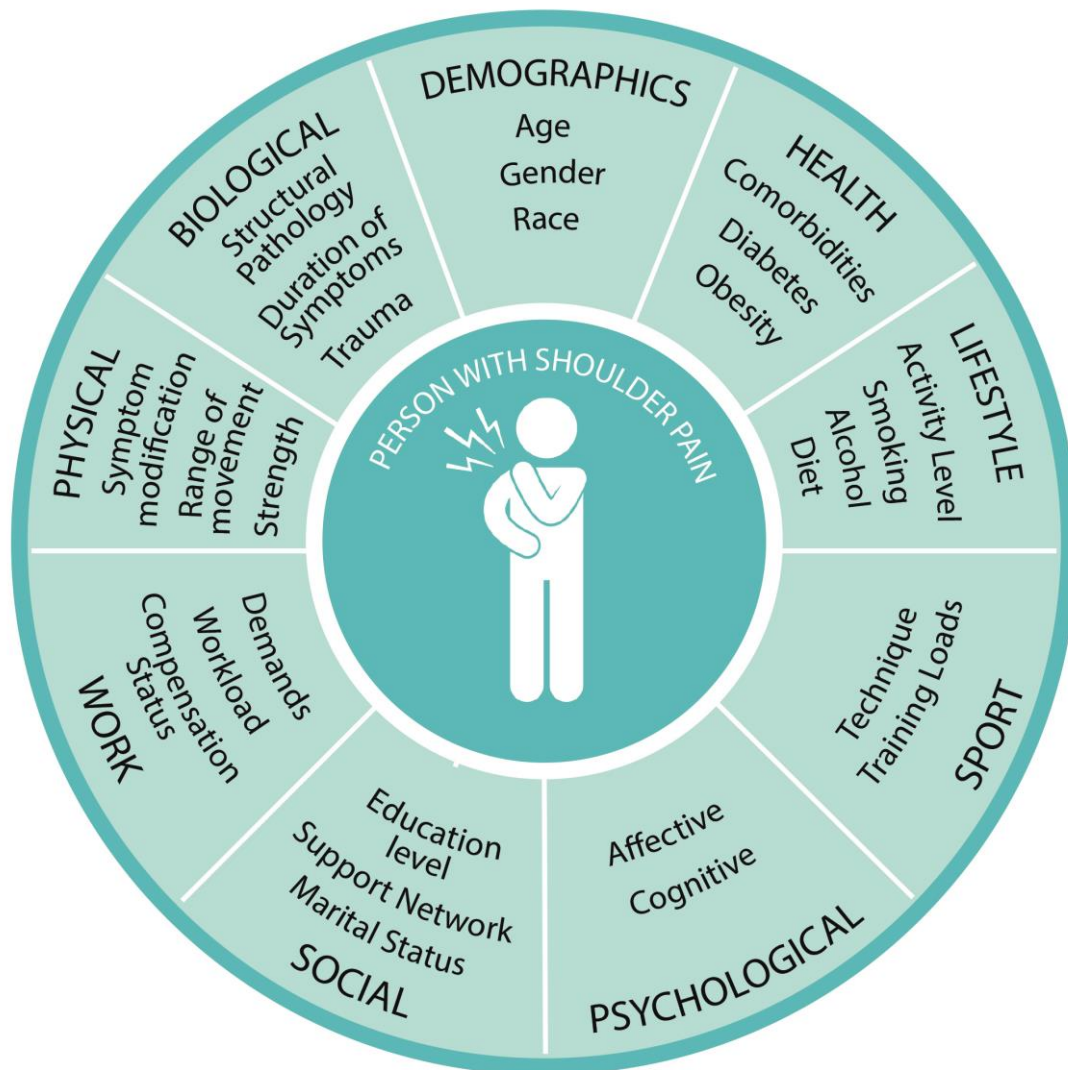 DEMOGRAPHICS
Age
Gender
Race
HEALTH
Comorbidities
Diabetes
Obesity
LIFESTYLE
Activity Level
Smoking
Alcohol
Diet
SPORT
Technique
Training Loads
PSYCHOLOGICAL
Affective
Cognitive
SOCIAL
Education
level
Support Network
Marital Status
WORK
Demands
Workload
Compensation
Status
PHYSICAL
Symptom
modification
Range of
movement
Strength
BIOLOGICAL
Structural
Pathology
Duration of
Symptoms
Trauma
PERSON WITH SHOULDER PAIN